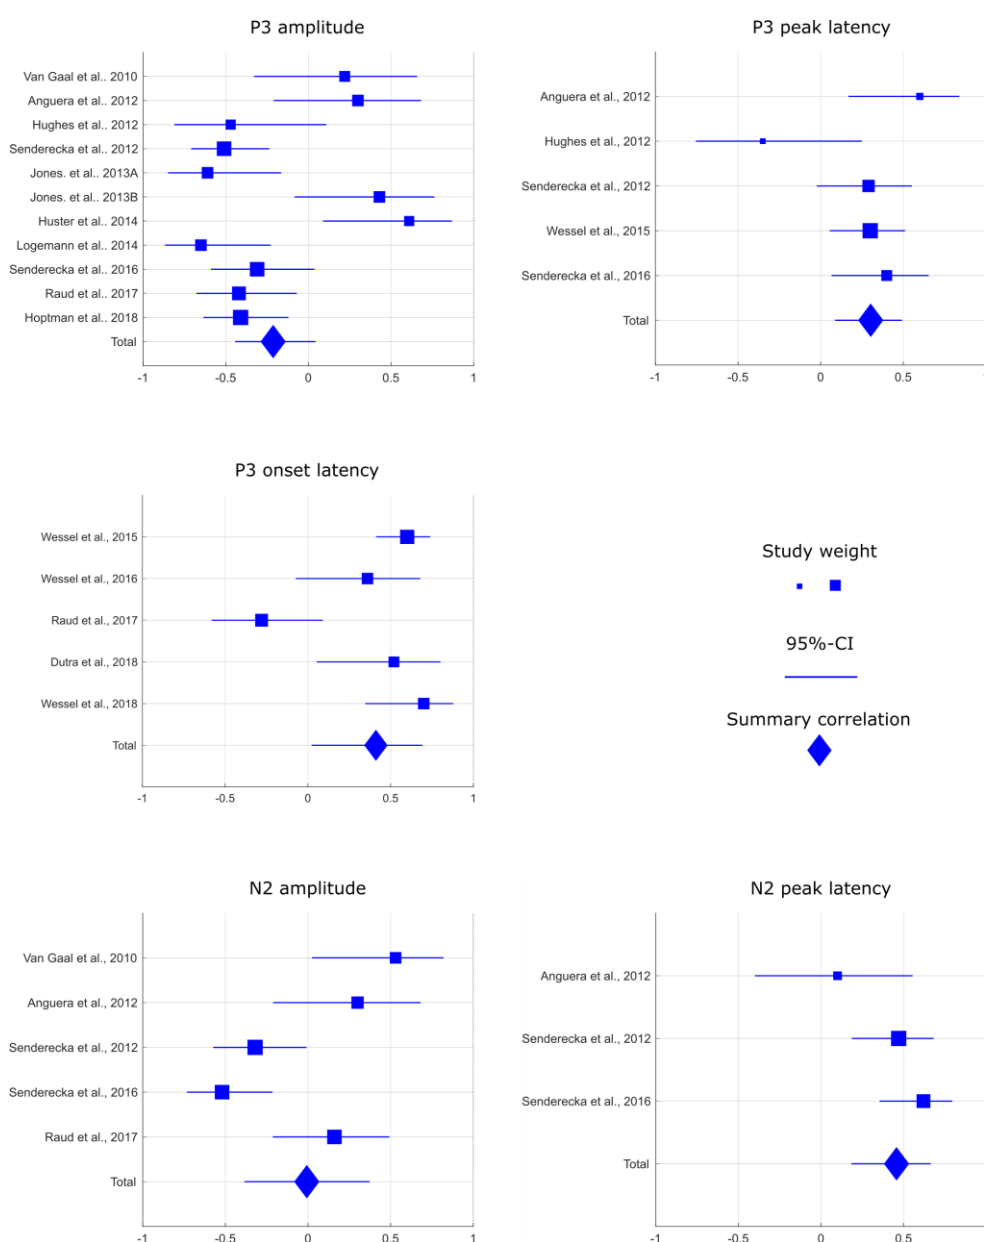 P3 amplitude
Van Gaal et al.. 2010
Anguera et al.. 2012
Hughes et al.. 2012
Senderecka et al.. 2012
Jones. et al.. 2013A
Jones. et al.. 2013B
Huster et al.. 2014
Logemann et al.. 2014
Senderecka et al.. 2016
Raud et al.. 2017
Hoptman et al.. 2018
Total
-1 -0.5 0 0.5 1
P3 peak latency
Anguera et al., 2012
Hughes et al., 2012
Senderecka et al., 2012
Wessel et al., 2015
Senderecka et al., 2016
Total
-1 -0.5 0 0.5 1
P3 onset latency
Wessel et al., 2015
Wessel et al., 2016
Raud et al., 2017
Dutra et al., 2018
Wessel et al., 2018
Total
-1 -0.5 0 0.5 1
Study weight
95%-CI
Summary correlation
N2 amplitude
Van Gaal et al., 2010
Anguera et al., 2012
Senderecka et al., 2012
Senderecka et al., 2016
Raud et al., 2017
Total
-1 -0.5 0 0.5 1
N2 peak latency
Anguera et al., 2012
Senderecka et al., 2012
Senderecka et al., 2016
Total
-1 -0.5 0 0.5 1